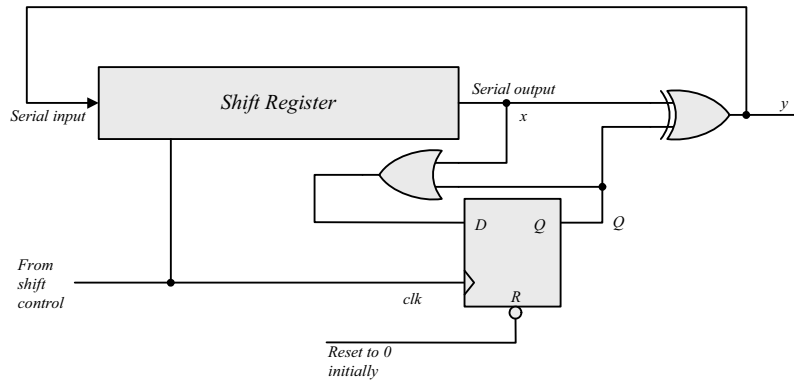 Shift Register
Serial output
Serial input
x
y
D
Q
Q
From
shift
control
clk
R
Reset to 0
initially